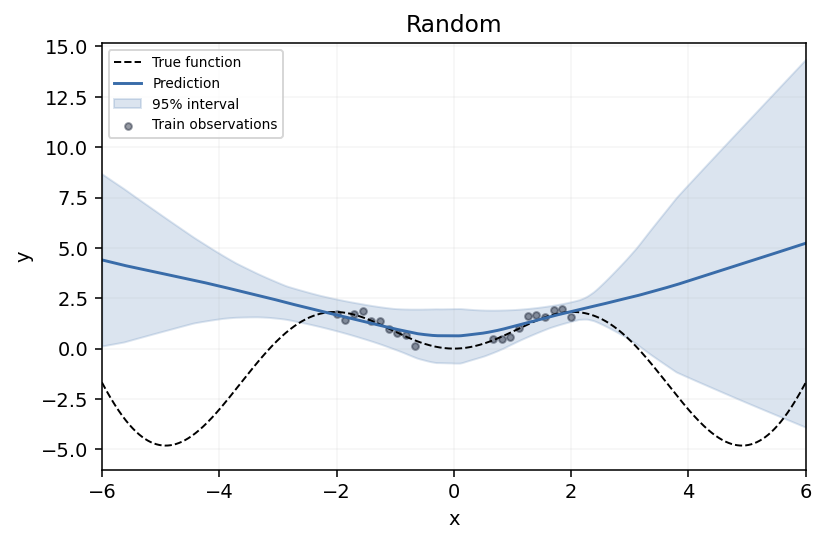 Random
15.0
12.5
10.0
7.5
5.0
2.5
0.0
−2.5
−5.0
y
True function
Prediction
95% interval
Train observations
−6
−4
−2
0
2
4
6
x